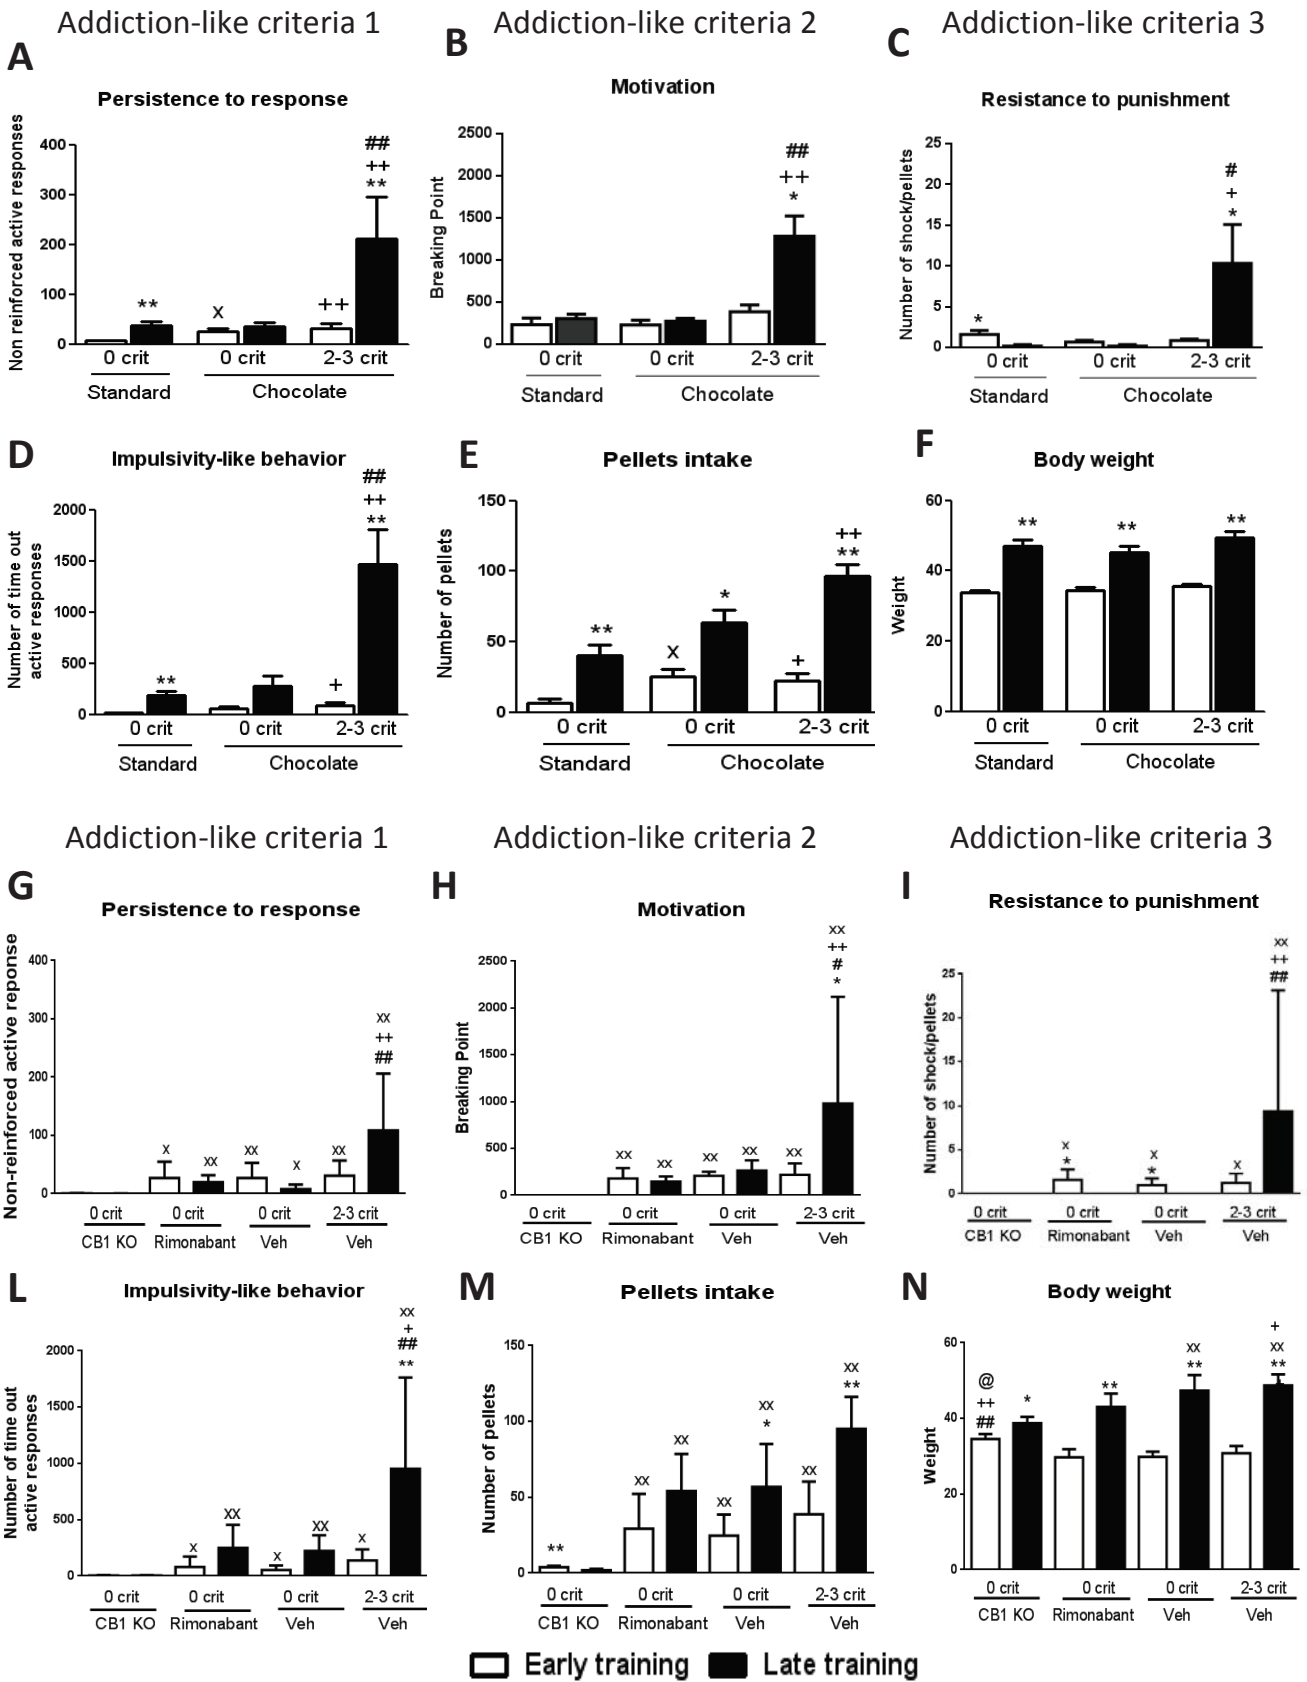 Addiction-like criteria 1
Addiction-like criteria 2
Addiction-like criteria 3
A
Persistence to response
Non reinforced active responses
400
300
200
100
0
**
X
++
##
++
**
0 crit
0 crit
2-3 crit
Standard
Chocolate
B
Motivation
Breaking Point
2500
2000
1500
1000
500
0
##
++
*
0 crit
0 crit
2-3 crit
Standard
Chocolate
C
Resistance to punishment
Number of shock/pellets
25
20
15
10
5
0
*
#
+
*
0 crit
0 crit
2-3 crit
Standard
Chocolate
D
Impulsivity-like behavior
Number of time out
active responses
2000
1500
1000
500
0
**
+
##
++
**
0 crit
0 crit
2-3 crit
Standard
Chocolate
E
Pellets intake
Number of pellets
150
100
50
0
**
X
*
+
++
**
0 crit
0 crit
2-3 crit
Standard
Chocolate
F
Body weight
Weight
60
40
20
0
**
**
**
0 crit
0 crit
2-3 crit
Standard
Chocolate
Addiction-like criteria 1
Addiction-like criteria 2
Addiction-like criteria 3
G
Persistence to response
Non-reinforced active reponse
400
300
200
100
0
x
xx
xx
x
xx
xx
++
##
0 crit
0 crit
0 crit
2-3 crit
CB1 KO
Rimonabant
Veh
Veh
H
Motivation
Breaking Point
2500
2000
1500
1000
500
0
xx
xx
xx
xx
xx
xx
++
#
*
0 crit
0 crit
0 crit
2-3 crit
CB1 KO
Rimonabant
Veh
Veh
I
Resistance to punishment
Number of shock/pellets
25
20
15
10
5
0
x
*
x
*
x
xx
++
##
0 crit
0 crit
0 crit
2-3 crit
CB1 KO
Rimonabant
Veh
Veh
L
Impulsivity-like behavior
Number of time out
active responses
2000
1500
1000
500
0
x
xx
x
xx
x
xx
+
##
**
0 crit
0 crit
0 crit
2-3 crit
CB1 KO
Rimonabant
Veh
Veh
M
Pellets intake
Number of pellets
150
100
50
0
**
xx
xx
xx
xx
*
xx
xx
**
0 crit
0 crit
0 crit
2-3 crit
CB1 KO
Rimonabant
Veh
Veh
N
Body weight
Weight
60
40
20
0
@
++
##
*
**
xx
**
+
xx
**
0 crit
0 crit
0 crit
2-3 crit
CB1 KO
Rimonabant
Veh
Veh
Early training
Late training